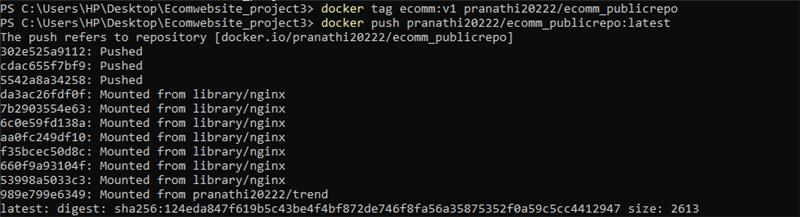 PS C:\Users\HP\Desktop\Ecomwebsite_project3> docker tag ecomm:v1 pranathi20222/ecomm_publicrepo
PS C:\Users\HP\Desktop\Ecomwebsite_project3> docker push pranathi20222/ecomm_publicrepo:latest
The push refers to repository [docker.io/pranathi20222/ecomm_publicrepo]
302e525a9112: Pushed
cdac655f7bf9: Pushed
5542a8a34258: Pushed
da3ac26fdf0f: Mounted from library/nginx
7b2903554e63: Mounted from library/nginx
6c0e59fd138a: Mounted from library/nginx
aa0fc249df10: Mounted from library/nginx
f35bcec50d8c: Mounted from library/nginx
660f9a93104f: Mounted from library/nginx
53998a5033c3: Mounted from library/nginx
989e799e6349: Mounted from pranathi20222/trend
latest: digest: sha256:124eda847f619b5c43be4f4bf872de746f8fa56a35875352f0a59c5cc4412947 size: 2613